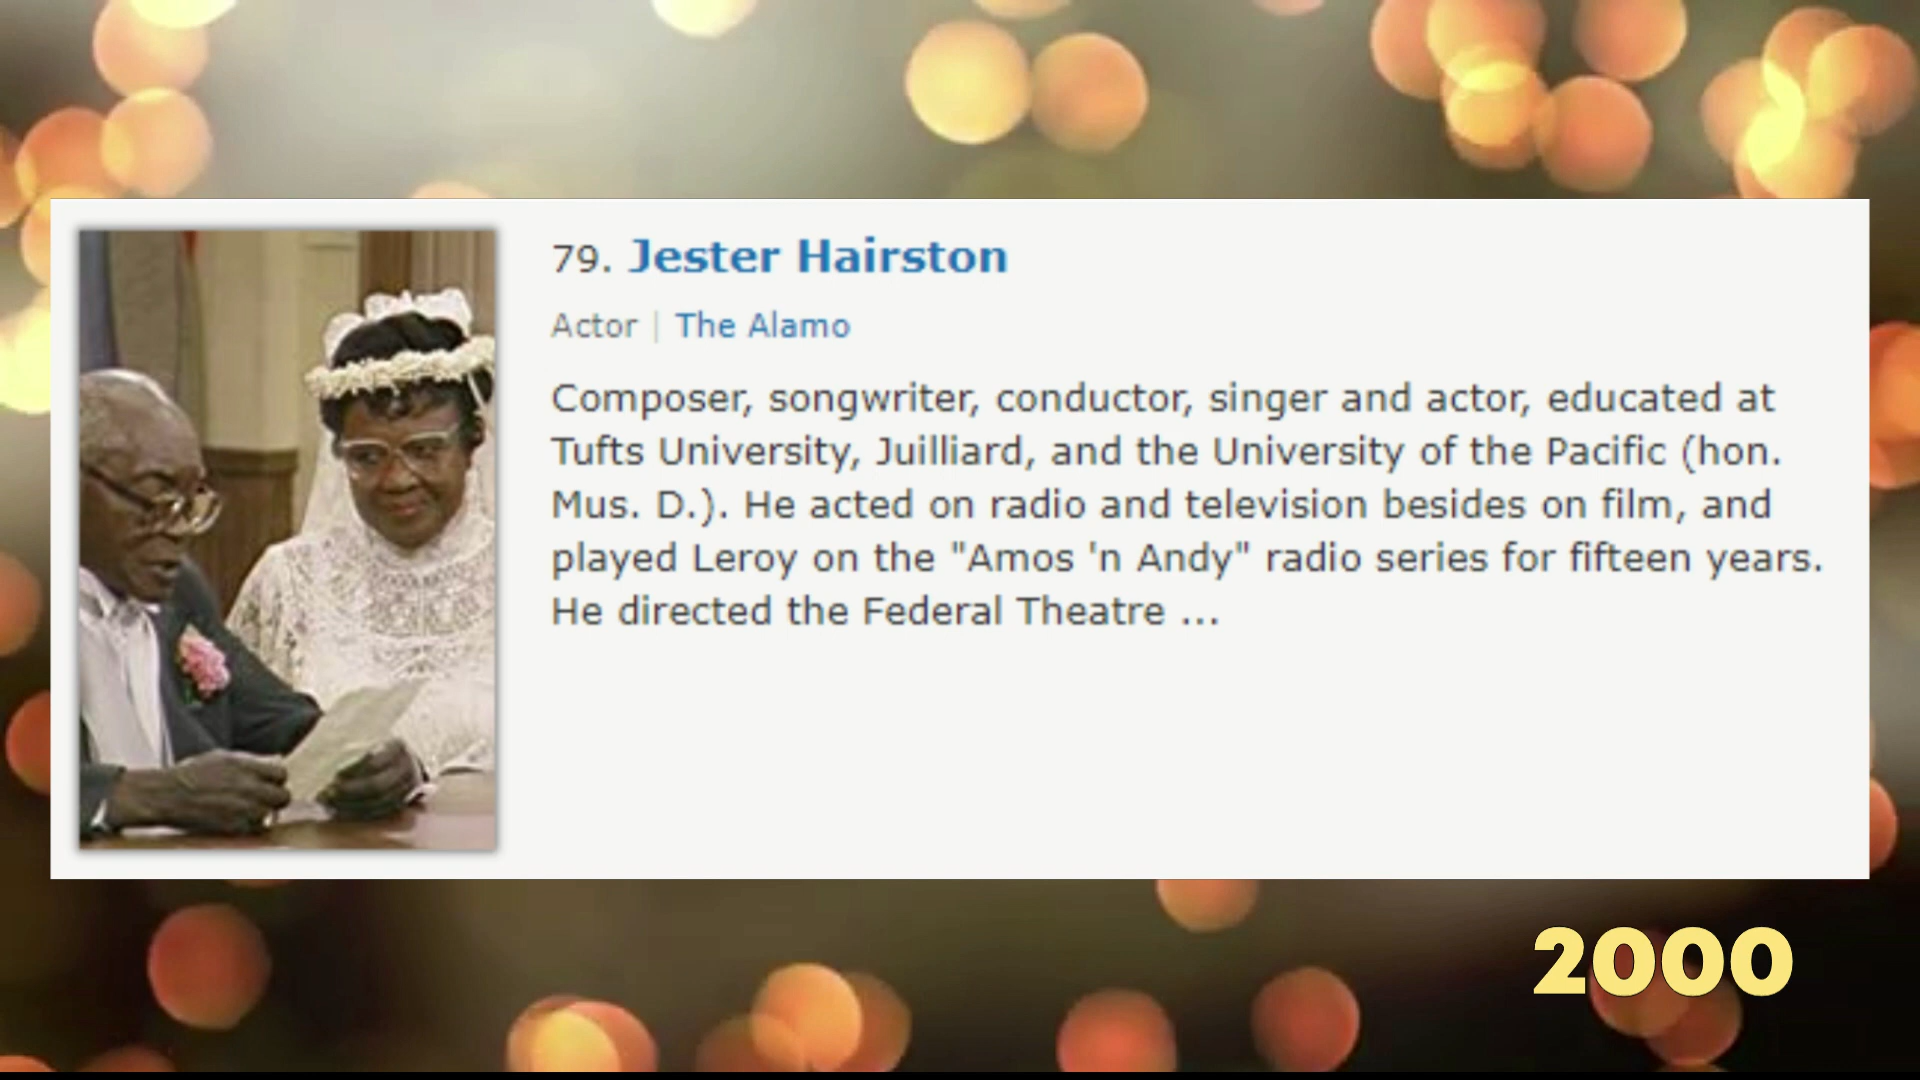 79. Jester Hairston
Actor | The Alamo
Composer, songwriter, conductor, singer and actor, educated at
Tufts University, Juilliard, and the University of the Pacific (hon.
Mus. D.). He acted on radio and television besides on film, and
played Leroy on the "Amos 'n Andy" radio series for fifteen years.
He directed the Federal Theatre ...
2000